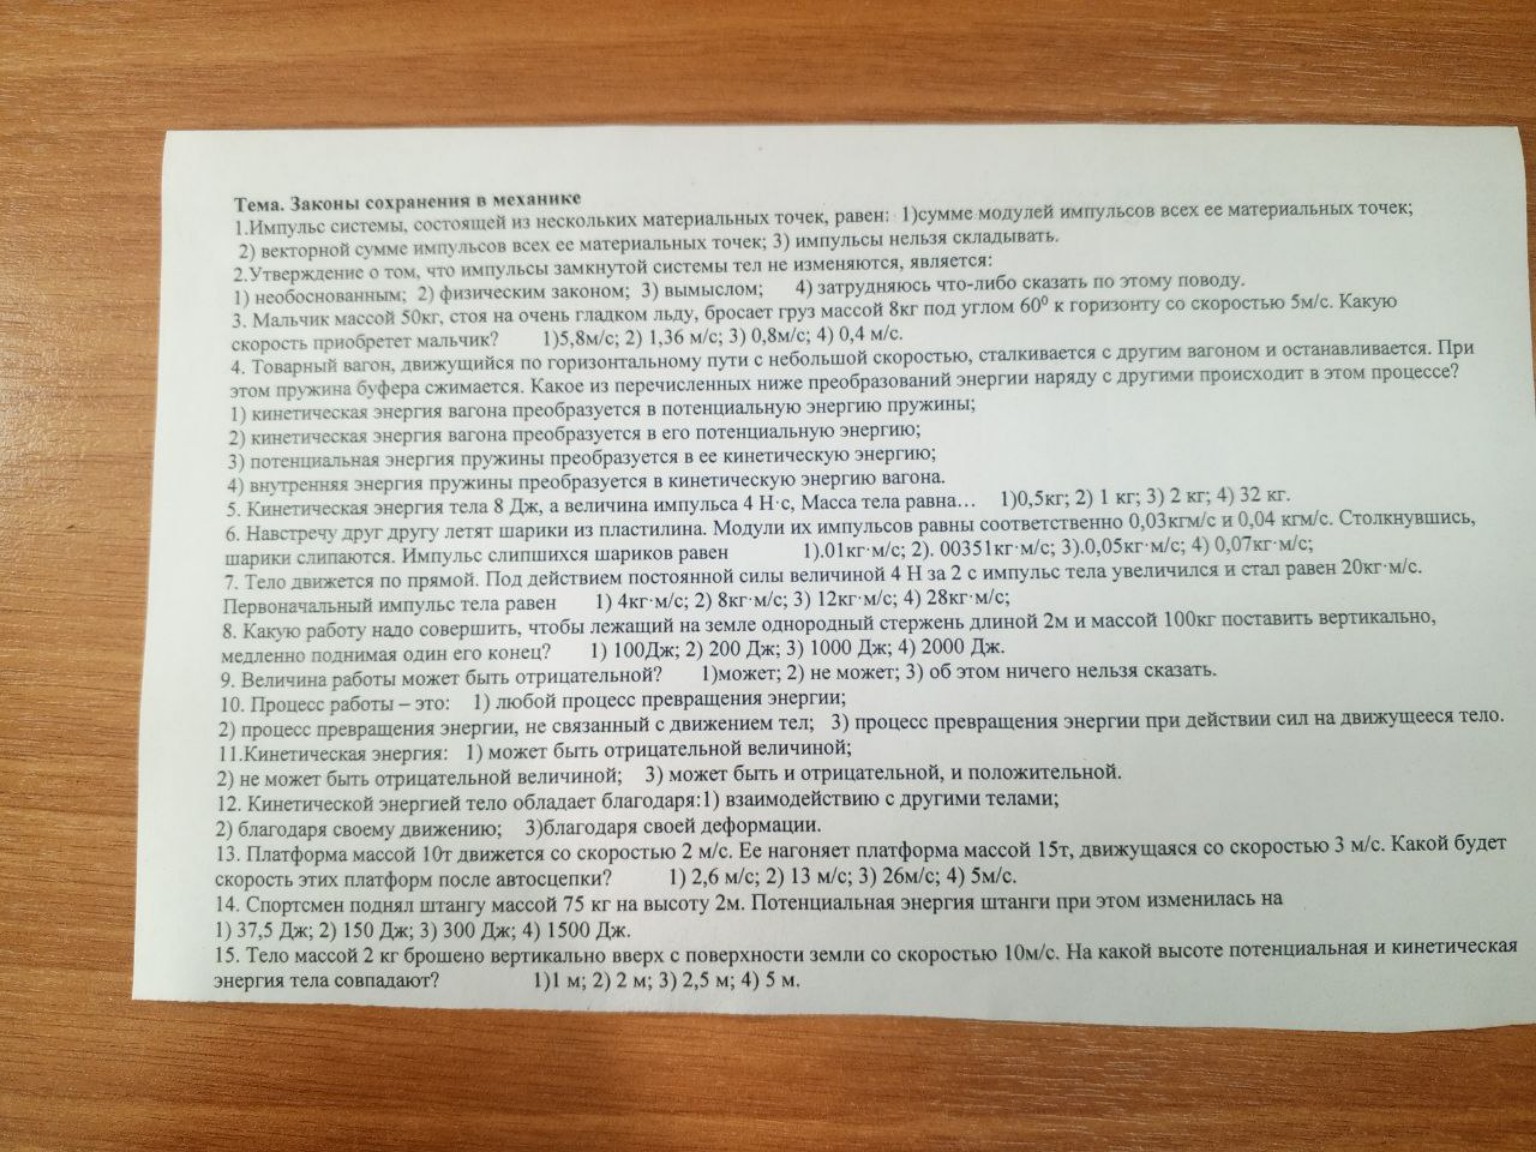 Тема. Законы сохранения в механике
1.Импульс системы, состоящей из нескольких материальных точек, равен: 1)сумме модулей импульсов всех ее материальных точек;
2) векторной сумме импульсов всех ее материальных точек; 3) импульсы нельзя складывать.
2.Утверждение о том, что импульсы замкнутой системы тел не изменяются, является:
1) необоснованным; 2) физическим законом; 3) вымыслом; 4) затрудняюсь что-либо сказать по этому поводу.
3. Мальчик массой 50кг, стоя на очень гладком льду, бросает груз массой 8кг под углом 60⁰ к горизонту со скоростью 5м/с. Какую
скорость приобретет мальчик? 1)5,8м/с; 2) 1,36 м/с; 3) 0,8м/с; 4) 0,4 м/с.
4. Товарный вагон, движущийся по горизонтальному пути с небольшой скоростью, сталкивается с другим вагоном и останавливается. При
этом пружина буфера сжимается. Какое из перечисленных ниже преобразований энергии наряду с другими происходит в этом процессе?
1) кинетическая энергия вагона преобразуется в потенциальную энергию пружины;
2) кинетическая энергия вагона преобразуется в его потенциальную энергию;
3) потенциальная энергия пружины преобразуется в ее кинетическую энергию;
4) внутренняя энергия пружины преобразуется в кинетическую энергию вагона.
5. Кинетическая энергия тела 8 Дж, а величина импульса 4 Н·с, Масса тела равна… 1)0,5кг; 2) 1 кг; 3) 2 кг; 4) 32 кг.
6. Навстречу друг другу летят шарики из пластилина. Модули их импульсов равны соответственно 0,03кгм/с и 0,04 кгм/с. Столкнувшись,
шарики слипаются. Импульс слипшихся шариков равен 1).01кг·м/с; 2). 00351кг·м/с; 3).0,05кг·м/с; 4) 0,07кг·м/с;
7. Тело движется по прямой. Под действием постоянной силы величиной 4 Н за 2 с импульс тела увеличился и стал равен 20кг·м/с.
Первоначальный импульс тела равен 1) 4кг·м/с; 2) 8кг·м/с; 3) 12кг·м/с; 4) 28кг·м/с;
8. Какую работу надо совершить, чтобы лежащий на земле однородный стержень длиной 2м и массой 100кг поставить вертикально,
медленно поднимая один его конец? 1) 100Дж; 2) 200 Дж; 3) 1000 Дж; 4) 2000 Дж.
9. Величина работы может быть отрицательной? 1)может; 2) не может; 3) об этом ничего нельзя сказать.
10. Процесс работы – это: 1) любой процесс превращения энергии;
2) процесс превращения энергии, не связанный с движением тел; 3) процесс превращения энергии при действии сил на движущееся тело.
11.Кинетическая энергия: 1) может быть отрицательной величиной;
2) не может быть отрицательной величиной; 3) может быть и отрицательной, и положительной.
12. Кинетической энергией тело обладает благодаря:1) взаимодействию с другими телами;
2) благодаря своему движению; 3)благодаря своей деформации.
13. Платформа массой 10т движется со скоростью 2 м/с. Ее нагоняет платформа массой 15т, движущаяся со скоростью 3 м/с. Какой будет
скорость этих платформ после автосцепки? 1) 2,6 м/с; 2) 13 м/с; 3) 26м/с; 4) 5м/с.
14. Спортсмен поднял штангу массой 75 кг на высоту 2м. Потенциальная энергия штанги при этом изменилась на
1) 37,5 Дж; 2) 150 Дж; 3) 300 Дж; 4) 1500 Дж.
15. Тело массой 2 кг брошено вертикально вверх с поверхности земли со скоростью 10м/с. На какой высоте потенциальная и кинетическая
энергия тела совпадают? 1)1 м; 2) 2 м; 3) 2,5 м; 4) 5 м.